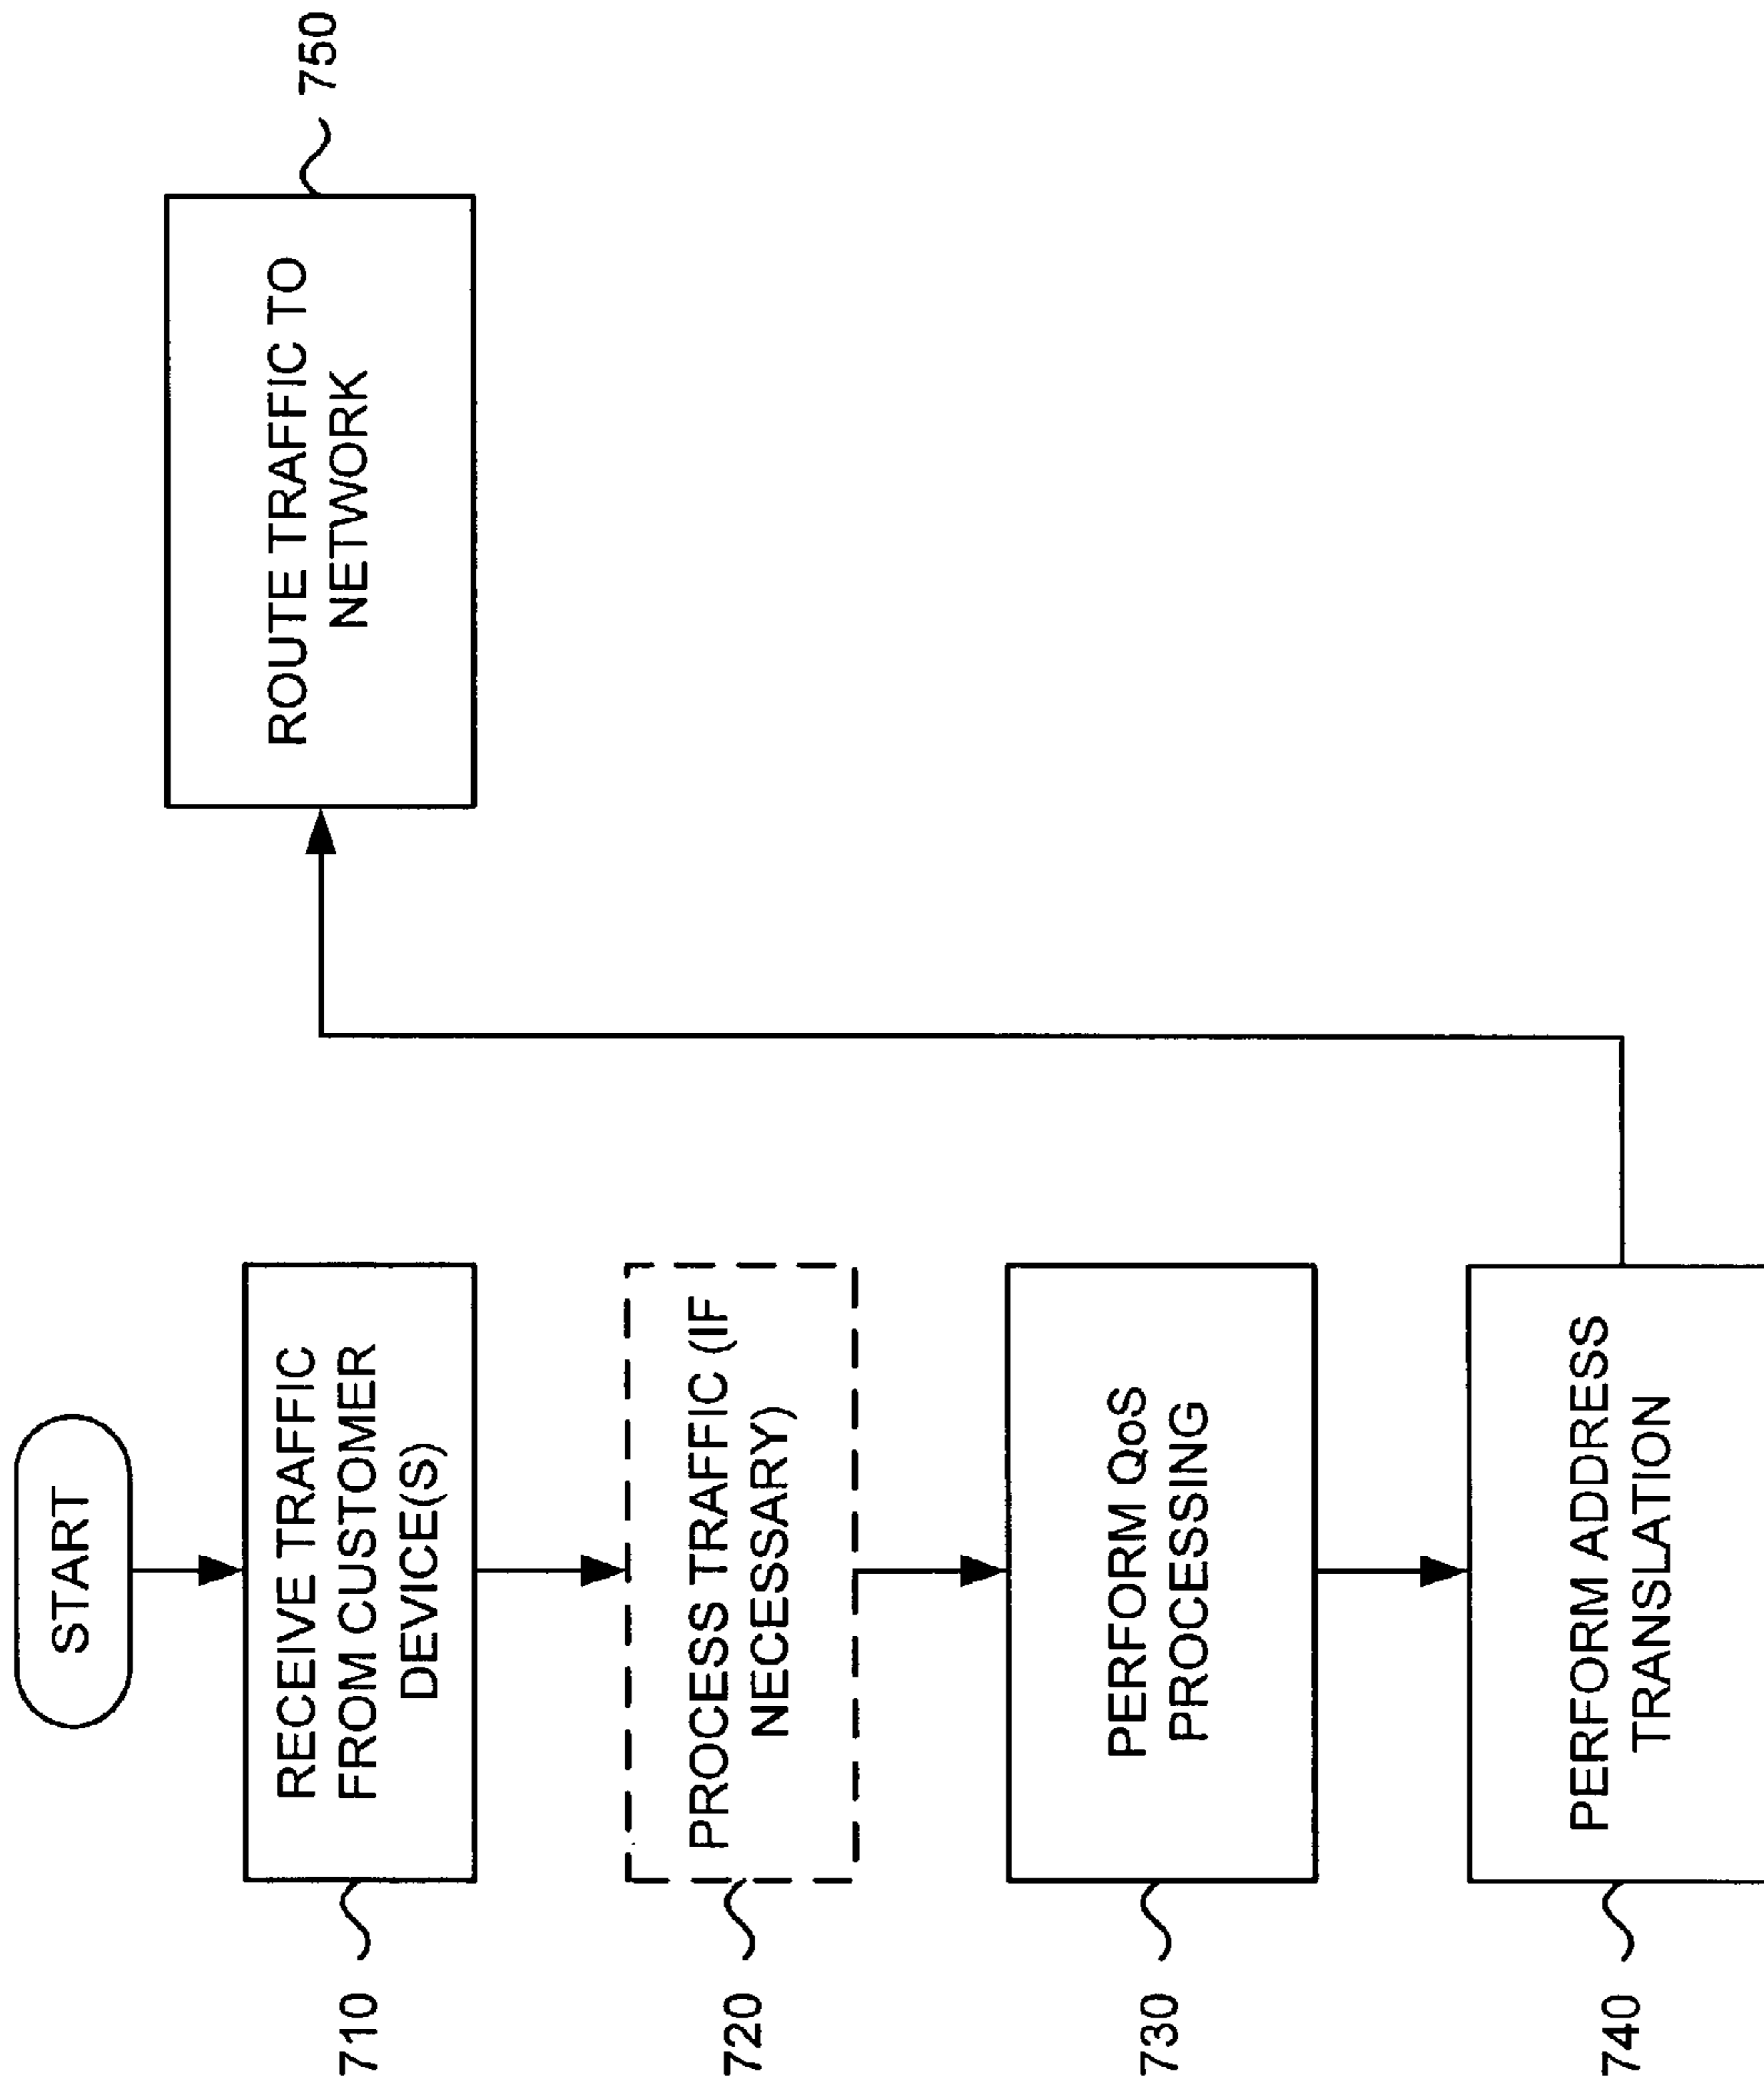 START
RECEIVE TRAFFIC
FROM CUSTOMER
DEVICE(S)
710
PROCESS TRAFFIC (IF
NECESSARY)
720
PERFORM QoS
PROCESSING
730
PERFORM ADDRESS
TRANSLATION
740
ROUTE TRAFFIC TO
NETWORK
750